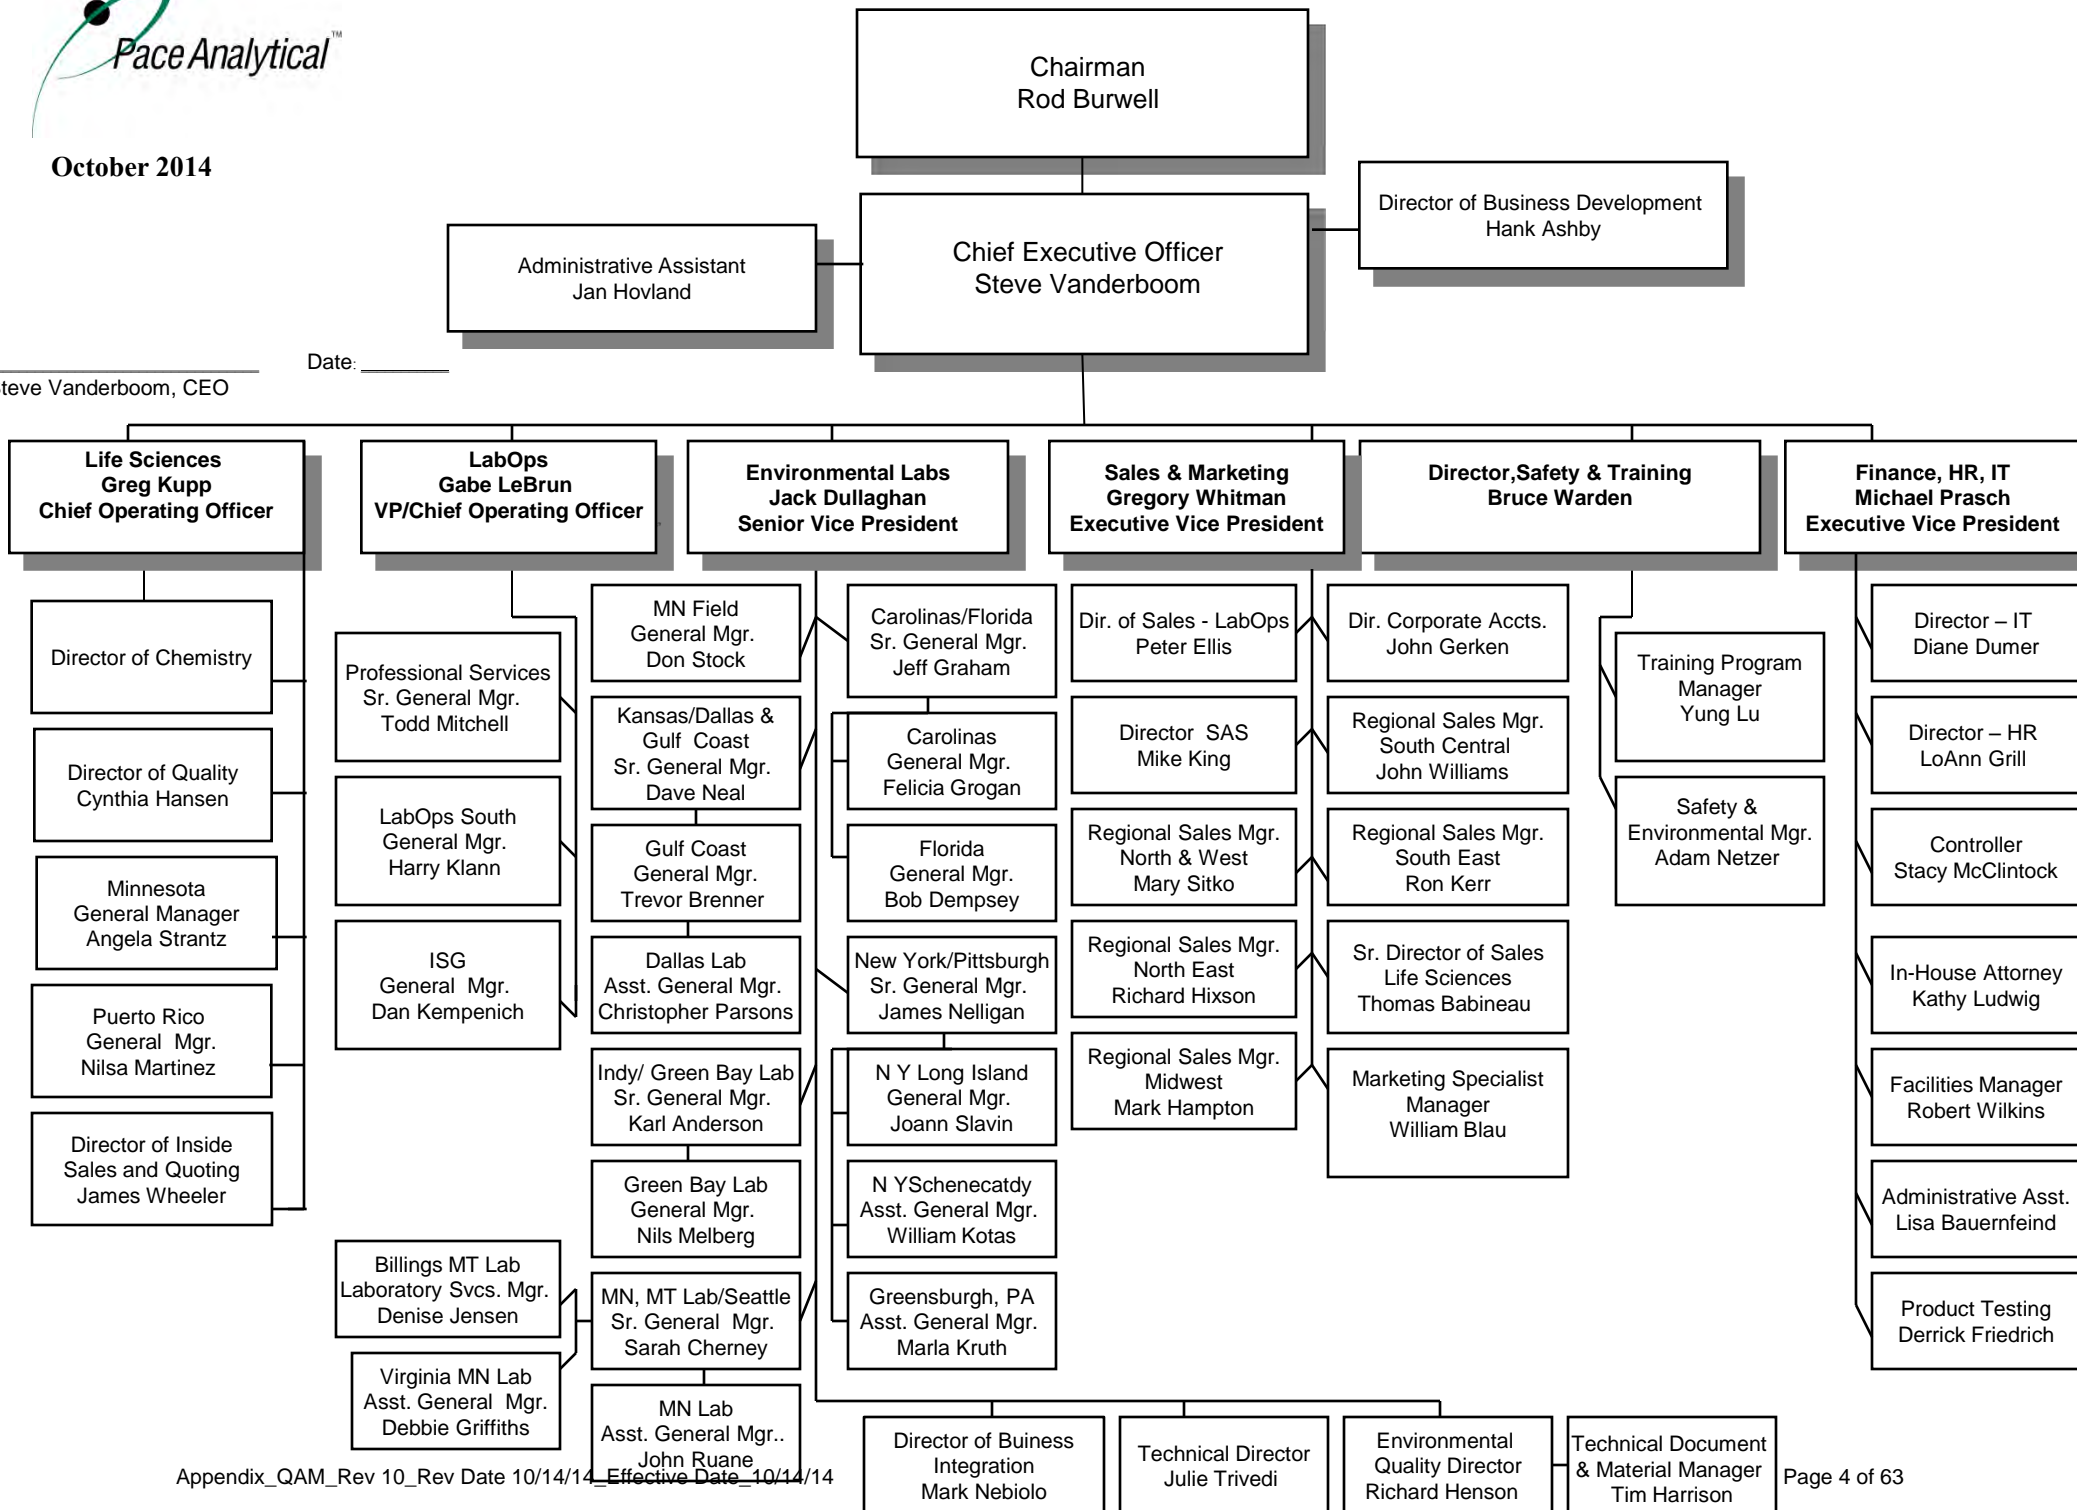 Pace Analytical™
October 2014
Chairman
Rod Burwell
Director of Business Development
Hank Ashby
Chief Executive Officer
Steve Vanderboom
Administrative Assistant
Jan Hovland
Date: ________
teve Vanderboom, CEO
Life Sciences
Greg Kupp
Chief Operating Officer
LabOps
Gabe LeBrun
VP/Chief Operating Officer
Environmental Labs
Jack Dullaghan
Senior Vice President
Sales & Marketing
Gregory Whitman
Executive Vice President
Director,Safety & Training
Bruce Warden
Finance, HR, IT
Michael Prasch
Executive Vice President
Director of Chemistry
Director of Quality
Cynthia Hansen
Minnesota
General Manager
Angela Strantz
Puerto Rico
General Mgr.
Nilsa Martinez
Director of Inside
Sales and Quoting
James Wheeler
Professional Services
Sr. General Mgr.
Todd Mitchell
LabOps South
General Mgr.
Harry Klann
ISG
General Mgr.
Dan Kempenich
Billings MT Lab
Laboratory Svcs. Mgr.
Denise Jensen
Virginia MN Lab
Asst. General Mgr.
Debbie Griffiths
MN Field
General Mgr.
Don Stock
Kansas/Dallas &
Gulf Coast
Sr. General Mgr.
Dave Neal
Gulf Coast
General Mgr.
Trevor Brenner
Dallas Lab
Asst. General Mgr.
Christopher Parsons
Indy/ Green Bay Lab
Sr. General Mgr.
Karl Anderson
Green Bay Lab
General Mgr.
Nils Melberg
MN, MT Lab/Seattle
Sr. General Mgr.
Sarah Cherney
MN Lab
Asst. General Mgr..
John Ruane
Carolinas/Florida
Sr. General Mgr.
Jeff Graham
Carolinas
General Mgr.
Felicia Grogan
Florida
General Mgr.
Bob Dempsey
New York/Pittsburgh
Sr. General Mgr.
James Nelligan
N Y Long Island
General Mgr.
Joann Slavin
N YSchenecatdy
Asst. General Mgr.
William Kotas
Greensburgh, PA
Asst. General Mgr.
Marla Kruth
Dir. of Sales - LabOps
Peter Ellis
Director SAS
Mike King
Regional Sales Mgr.
North & West
Mary Sitko
Regional Sales Mgr.
North East
Richard Hixson
Regional Sales Mgr.
Midwest
Mark Hampton
Dir. Corporate Accts.
John Gerken
Regional Sales Mgr.
South Central
John Williams
Regional Sales Mgr.
South East
Ron Kerr
Sr. Director of Sales
Life Sciences
Thomas Babineau
Marketing Specialist
Manager
William Blau
Training Program
Manager
Yung Lu
Safety &
Environmental Mgr.
Adam Netzer
Director – IT
Diane Dumer
Director – HR
LoAnn Grill
Controller
Stacy McClintock
In-House Attorney
Kathy Ludwig
Facilities Manager
Robert Wilkins
Administrative Asst.
Lisa Bauernfeind
Product Testing
Derrick Friedrich
Director of Buiness
Integration
Mark Nebiolo
Technical Director
Julie Trivedi
Environmental
Quality Director
Richard Henson
Technical Document
& Material Manager
Tim Harrison
Appendix_QAM_Rev 10_Rev Date 10/14/14_Effective Date_10/14/14
Page 4 of 63